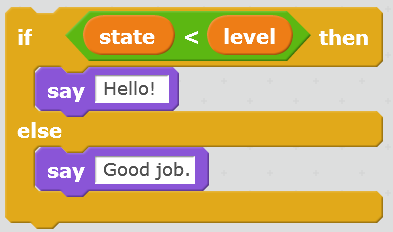 if state < level then
say Hello!
else
say Good job.